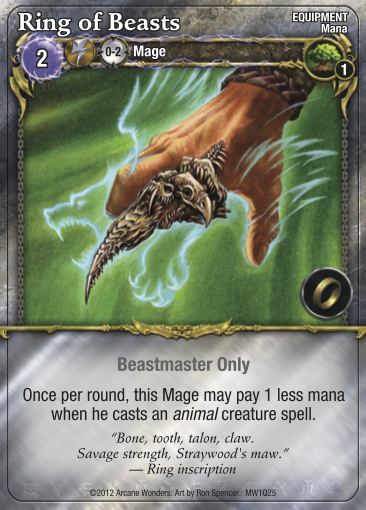 Ring of Beasts
EQUIPMENT
Mana
2
0-2
Mage
1
Beastmaster Only
Once per round, this Mage may pay 1 less mana
when he casts an animal creature spell.
“Bone, tooth, talon, claw.
Savage strength, Straywood’s maw.”
— Ring inscription
©2012 Arcane Wonders. Art by Ron Spencer. MW1Q25